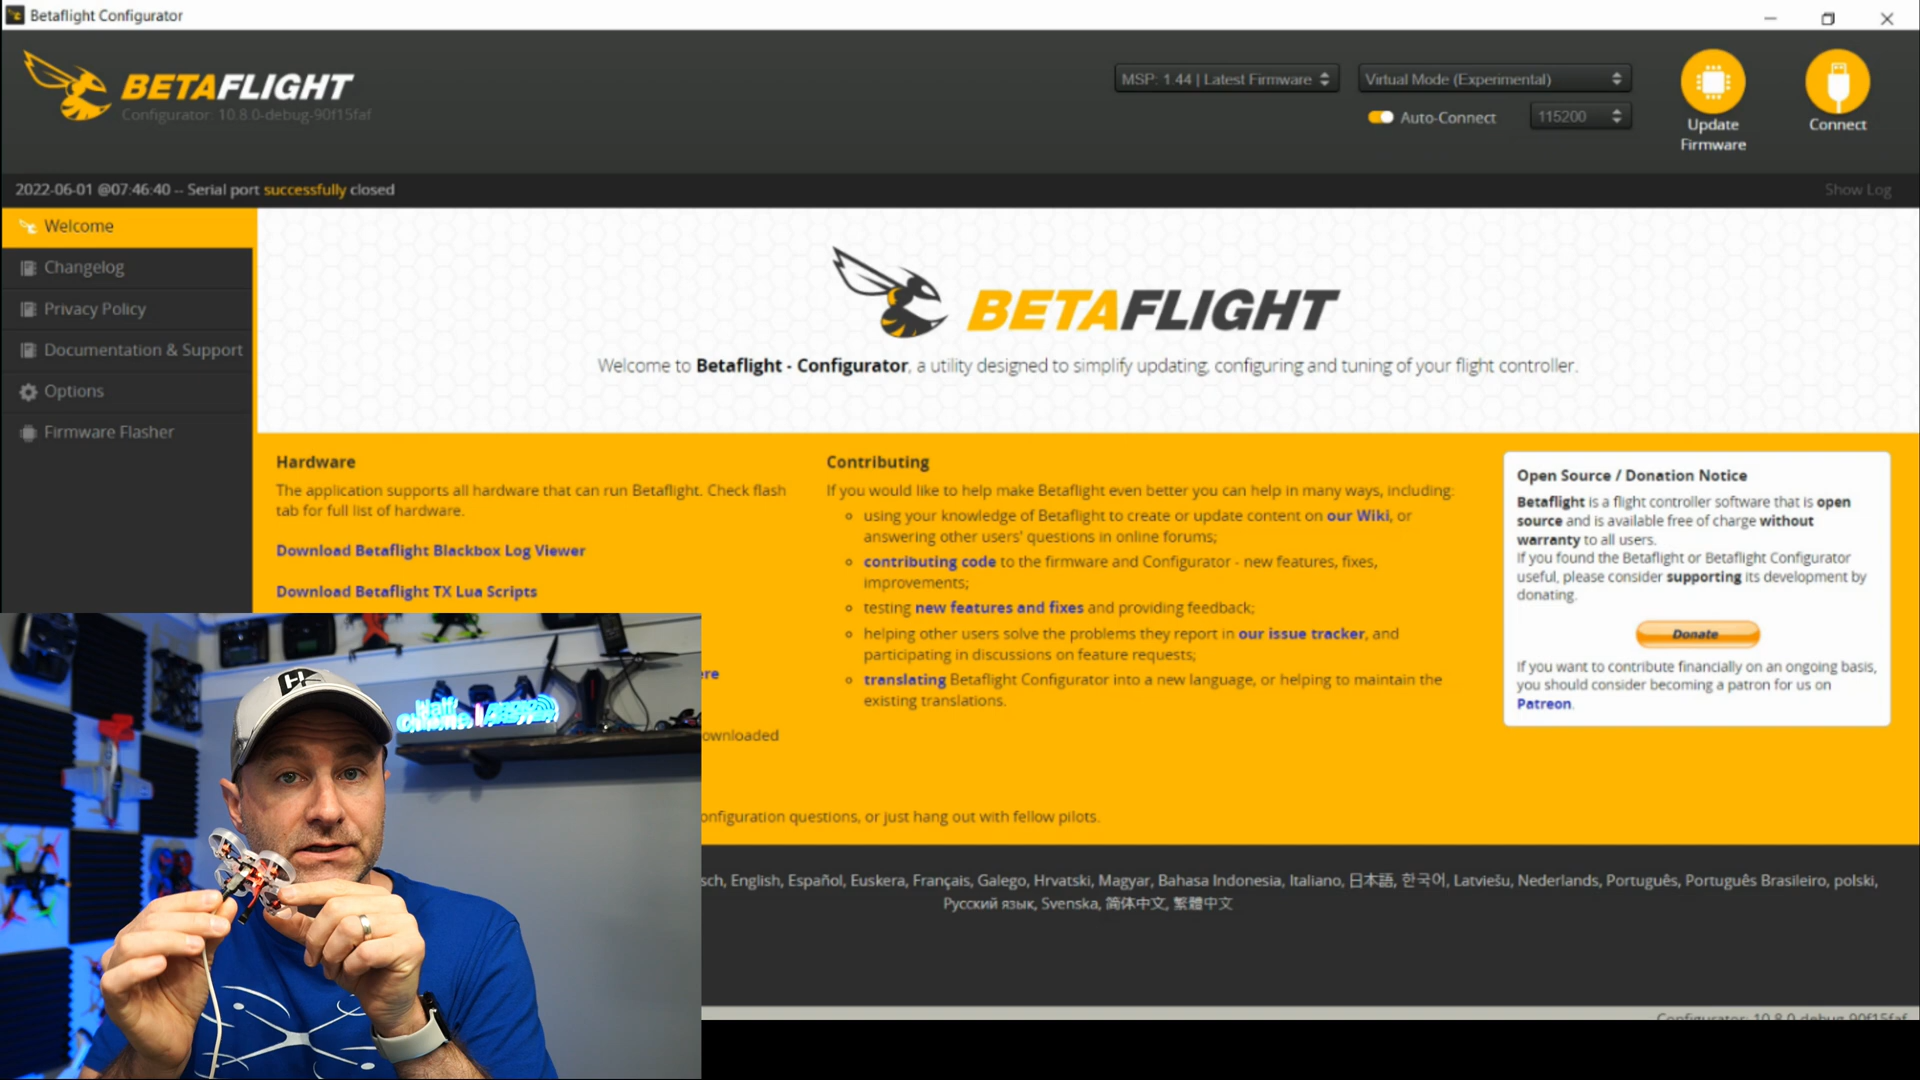 Betaflight Configurator
BETAFLIGHT
Configurator: 10.8.0-debug-90f15faf
MSP: 1.44 | Latest Firmware
Virtual Mode (Experimental)
Auto-Connect
115200
Update
Firmware
Connect
2022-06-01 @07:46:40 -- Serial port successfully closed
Show Log
Welcome
Changelog
Privacy Policy
Documentation & Support
Options
Firmware Flasher
BETAFLIGHT
Welcome to Betaflight - Configurator, a utility designed to simplify updating, configuring and tuning of your flight controller.
Hardware
The application supports all hardware that can run Betaflight. Check flash
tab for full list of hardware.
Download Betaflight Blackbox Log Viewer
Download Betaflight TX Lua Scripts
re
ownloaded
onfiguration questions, or just hang out with fellow pilots.
Contributing
If you would like to help make Betaflight even better you can help in many ways, including:
using your knowledge of Betaflight to create or update content on our Wiki, or
answering other users' questions in online forums;
contributing code to the firmware and Configurator - new features, fixes,
improvements;
testing new features and fixes and providing feedback;
helping other users solve the problems they report in our issue tracker, and
participating in discussions on feature requests;
translating Betaflight Configurator into a new language, or helping to maintain the
existing translations.
Open Source / Donation Notice
Betaflight is a flight controller software that is open
source and is available free of charge without
warranty to all users.
If you found the Betaflight or Betaflight Configurator
useful, please consider supporting its development by
donating.
Donate
If you want to contribute financially on an ongoing basis,
you should consider becoming a patron for us on
Patreon.
sch, English, Español, Euskera, Français, Galego, Hrvatski, Magyar, Bahasa Indonesia, Italiano, 日本語, 한국어, Latviešu, Nederlands, Português, Português Brasileiro, polski,
Русский язык, Svenska, 简体中文, 繁體中文
Configurator: 10.8.0-debug-90f15faf
H